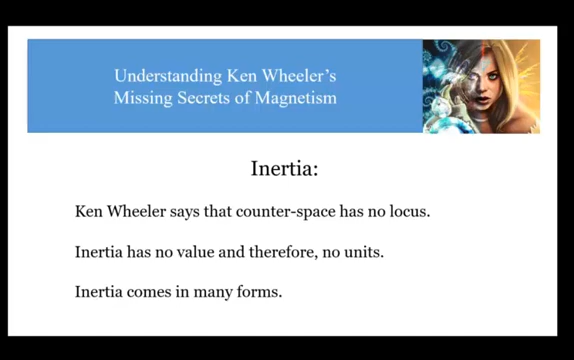 Understanding Ken Wheeler's
Missing Secrets of Magnetism
Inertia:
Ken Wheeler says that counter-space has no locus.
Inertia has no value and therefore, no units.
Inertia comes in many forms.